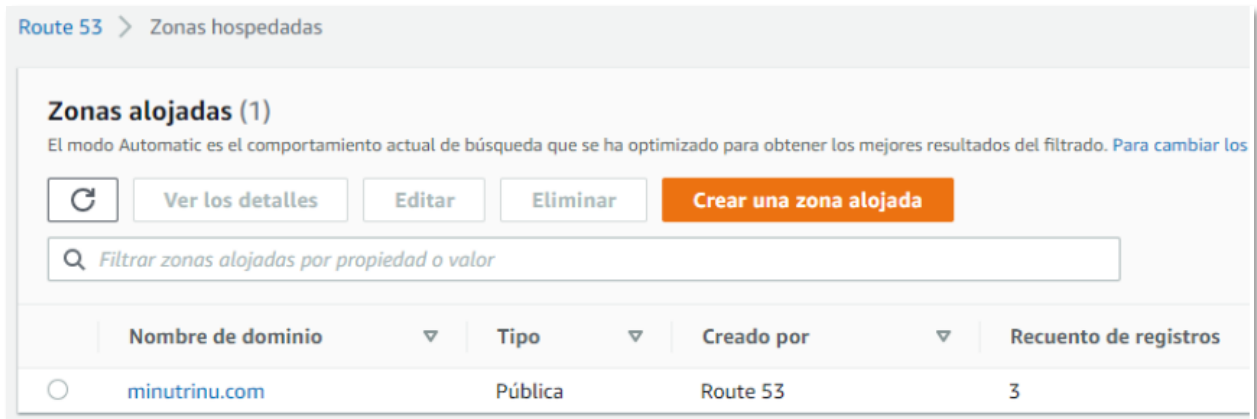 Route 53 > Zonas hospedadas
Zonas alojadas (1)
El modo Automatic es el comportamiento actual de búsqueda que se ha optimizado para obtener los mejores resultados del filtrado. Para cambiar los
Ver los detalles Editar Eliminar Crear una zona alojada
Filtrar zonas alojadas por propiedad o valor
Nombre de dominio Tipo Creado por Recuento de registros
minutrinu.com Pública Route 53 3